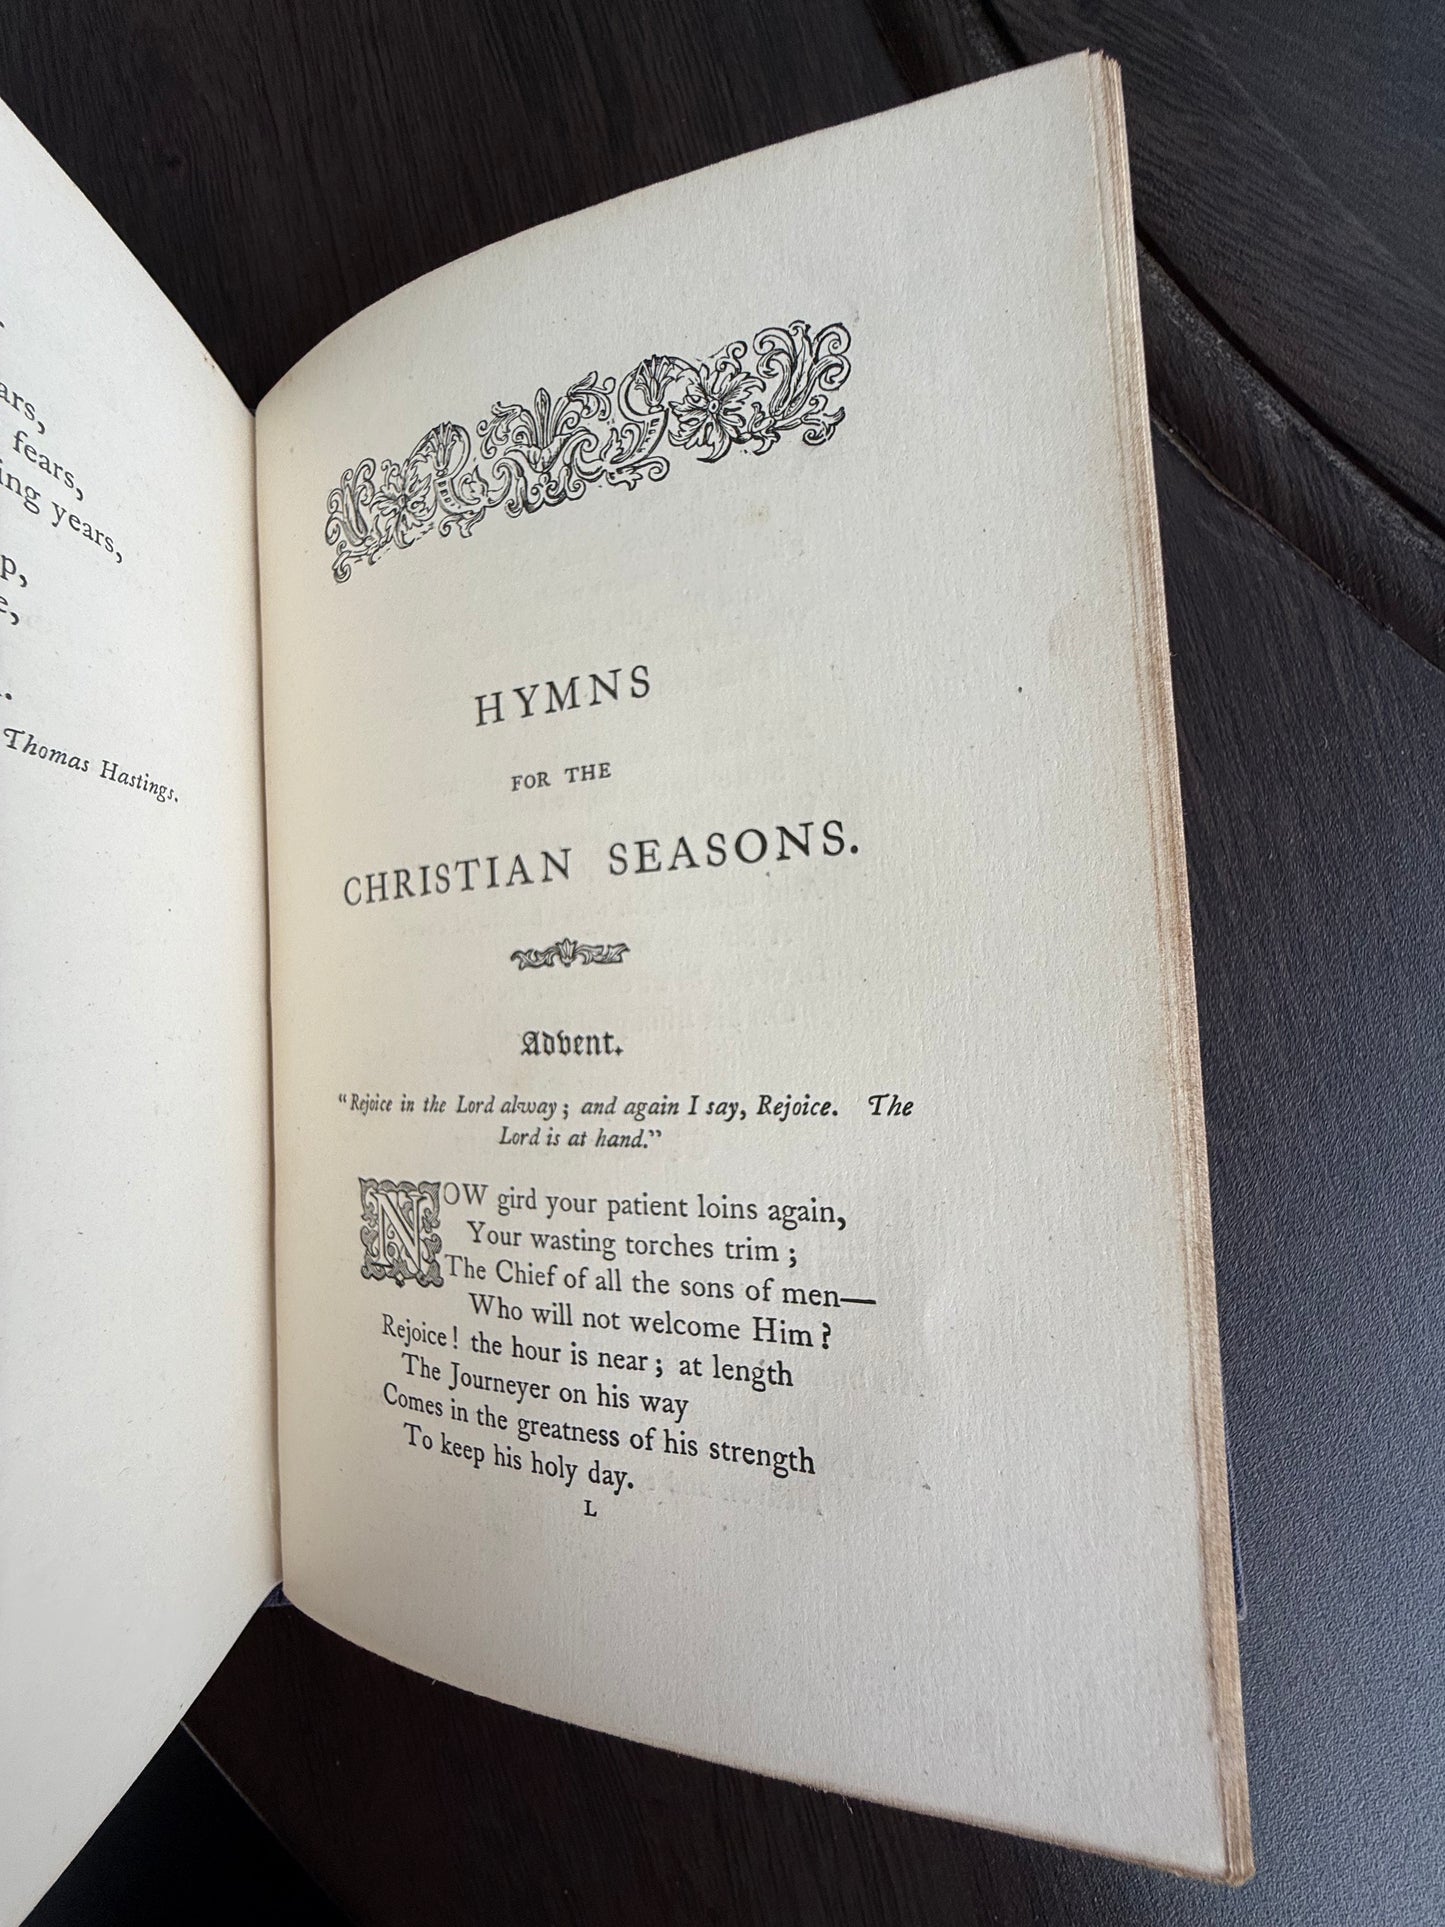 ars,
fears,
ing years,
p,
e,
Thomas Hastings.
HYMNS
FOR THE
CHRISTIAN SEASONS.
Advent.
“Rejoice in the Lord alway; and again I say, Rejoice. The
Lord is at hand.”
NOW gird your patient loins again,
Your wasting torches trim;
The Chief of all the sons of men—
Who will not welcome Him?
Rejoice! the hour is near; at length
The Journeyer on his way
Comes in the greatness of his strength
To keep his holy day.
L